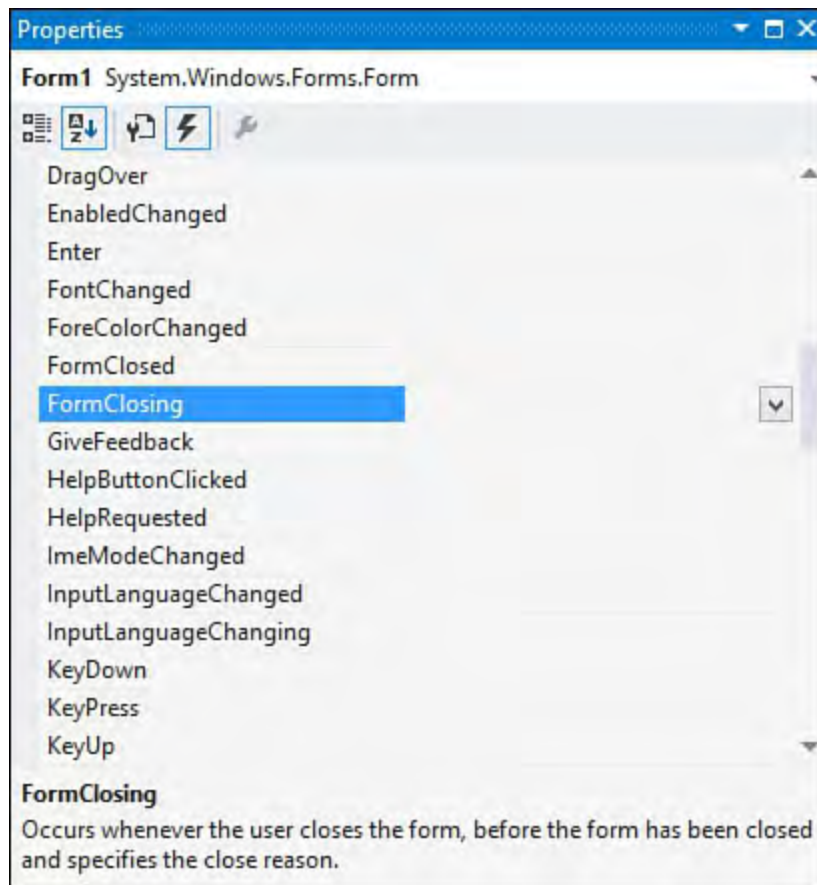 Properties
Form1 System.Windows.Forms.Form
DragOver
EnabledChanged
Enter
FontChanged
ForeColorChanged
FormClosed
FormClosing
GiveFeedback
HelpButtonClicked
HelpRequested
ImeModeChanged
InputLanguageChanged
InputLanguageChanging
KeyDown
KeyPress
KeyUp
FormClosing
Occurs whenever the user closes the form, before the form has been closed
and specifies the close reason.